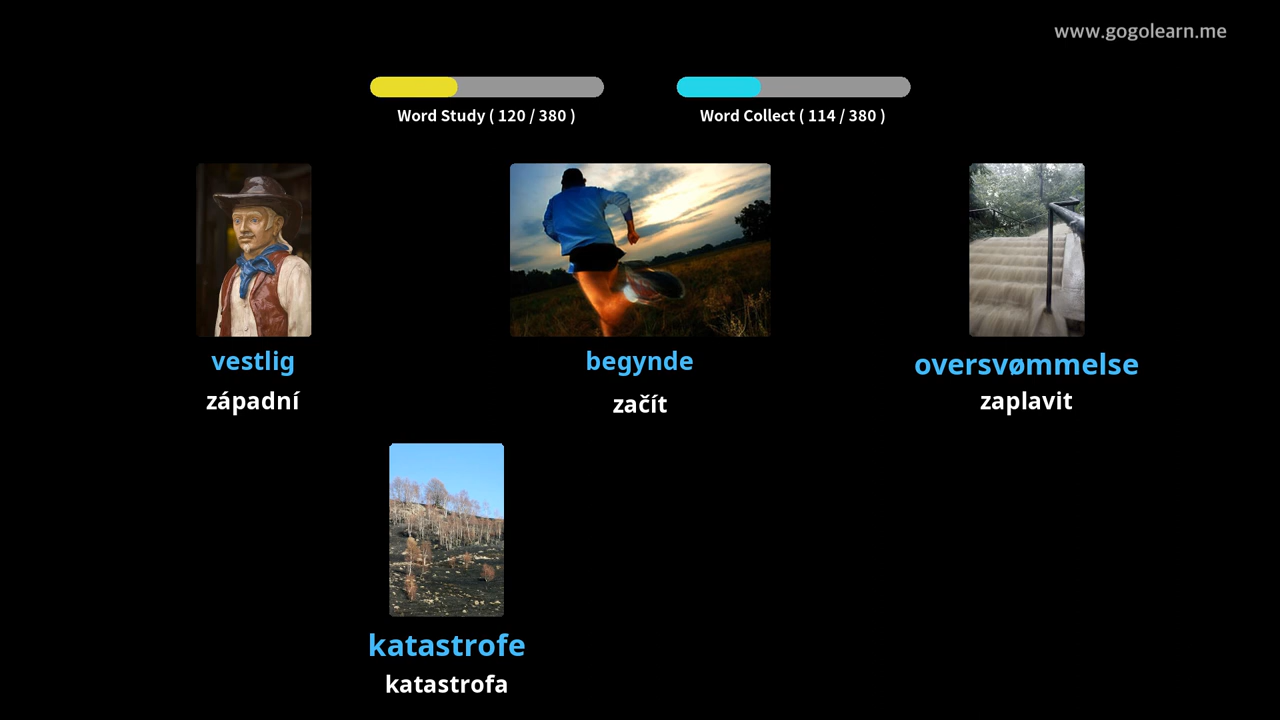 www.gogolearn.me
Word Study ( 120 / 380 )
Word Collect ( 114 / 380 )
vestlig
západní
begynde
začít
oversvømmelse
zaplavit
katastrofe
katastrofa